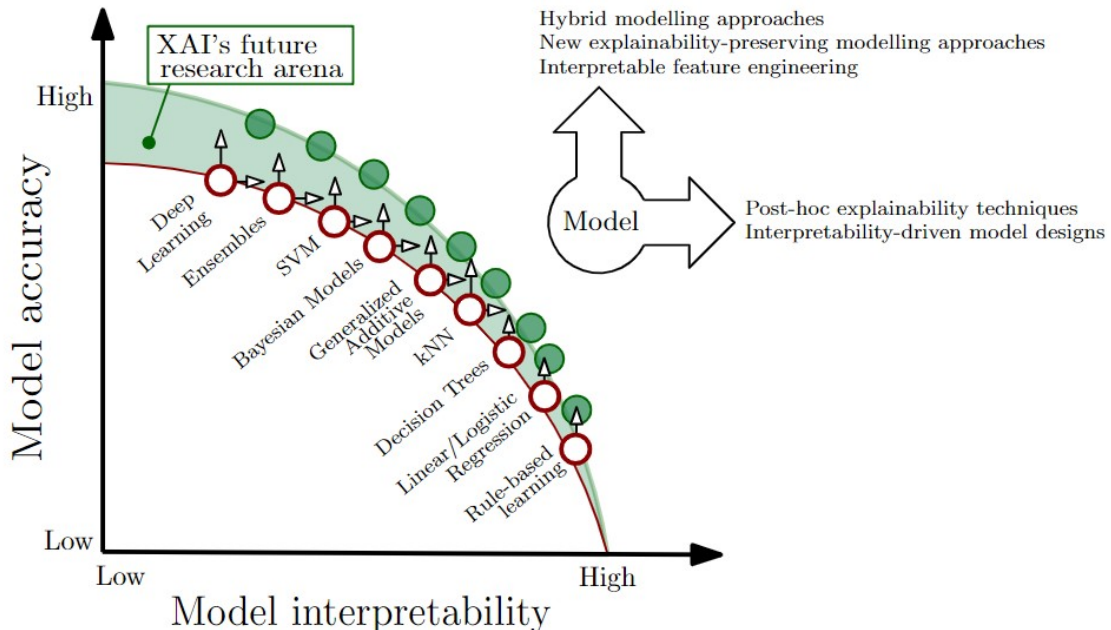 Hybrid modelling approaches
New explainability-preserving modelling approaches
Interpretable feature engineering
XAI's future
research arena
High
Model accuracy
Low
Deep
Learning
Ensembles
SVM
Bayesian Models
Generalized
Additive
Models
kNN
Decision Trees
Linear/Logistic
Regression
Rule-based
learning
Model
Post-hoc explainability techniques
Interpretability-driven model designs
Low
High
Model interpretability